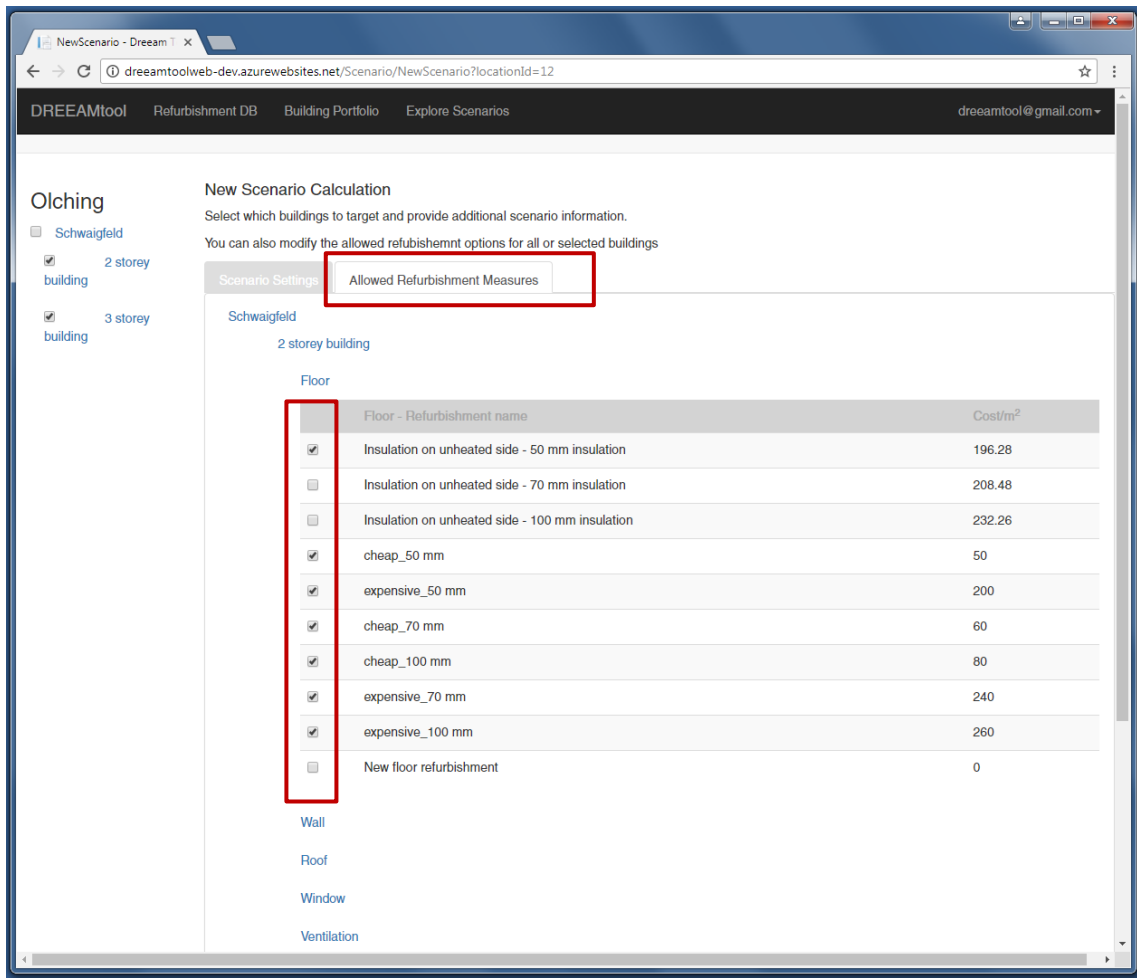 NewScenario - Dreeam T
dreeamtoolweb-dev.azurewebsites.net/Scenario/NewScenario?locationId=12
DREEAMtool Refurbishment DB Building Portfolio Explore Scenarios dreeamtool@gmail.com
Olching
Schwaigfeld
2 storey
building
3 storey
building
New Scenario Calculation
Select which buildings to target and provide additional scenario information.
You can also modify the allowed refubishemnt options for all or selected buildings
Scenario Settings Allowed Refurbishment Measures
Schwaigfeld
2 storey building
Floor
Floor - Refurbishment name Cost/m²
Insulation on unheated side - 50 mm insulation 196.28
Insulation on unheated side - 70 mm insulation 208.48
Insulation on unheated side - 100 mm insulation 232.26
cheap_50 mm 50
expensive_50 mm 200
cheap_70 mm 60
cheap_100 mm 80
expensive_70 mm 240
expensive_100 mm 260
New floor refurbishment 0
Wall
Roof
Window
Ventilation